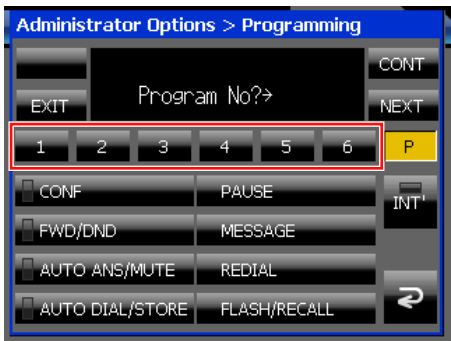 Administrator Options > Programming
CONT
Program No?→
EXIT
NEXT
1 2 3 4 5 6 P
CONF PAUSE
INT'
FWD/DND MESSAGE
AUTO ANS/MUTE REDIAL
AUTO DIAL/STORE FLASH/RECALL